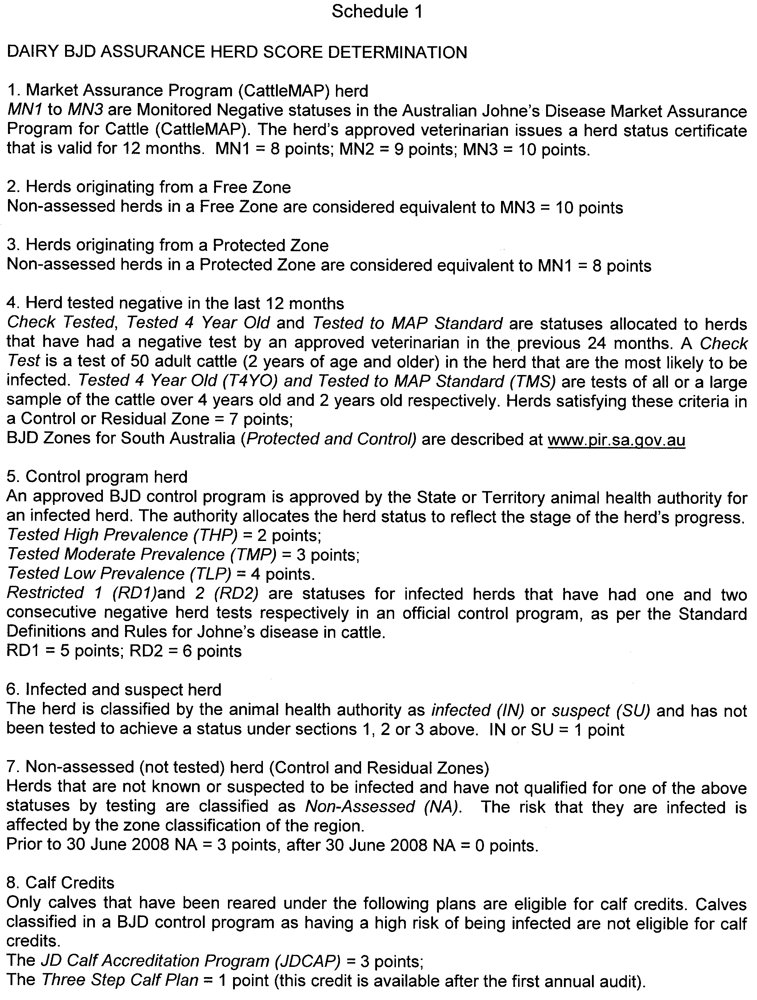 Schedule 1
DAIRY BJD ASSURANCE HERD SCORE DETERMINATION
1. Market Assurance Program (CattleMAP) herd
MN1 to MN3 are Monitored Negative statuses in the Australian Johne's Disease Market Assurance
Program for Cattle (CattleMAP). The herd's approved veterinarian issues a herd status certificate
that is valid for 12 months. MN1 = 8 points; MN2 = 9 points; MN3 = 10 points.
2. Herds originating from a Free Zone
Non-assessed herds in a Free Zone are considered equivalent to MN3 = 10 points
3. Herds originating from a Protected Zone
Non-assessed herds in a Protected Zone are considered equivalent to MN1 = 8 points
4. Herd tested negative in the last 12 months
Check Tested, Tested 4 Year Old and Tested to MAP Standard are statuses allocated to herds
that have had a negative test by an approved veterinarian in the previous 24 months. A Check
Test is a test of 50 adult cattle (2 years of age and older) in the herd that are the most likely to be
infected. Tested 4 Year Old (T4YO) and Tested to MAP Standard (TMS) are tests of all or a large
sample of the cattle over 4 years old and 2 years old respectively. Herds satisfying these criteria in
a Control or Residual Zone = 7 points;
BJD Zones for South Australia (Protected and Control) are described at www.pir.sa.gov.au
5. Control program herd
An approved BJD control program is approved by the State or Territory animal health authority for
an infected herd. The authority allocates the herd status to reflect the stage of the herd's progress.
Tested High Prevalence (THP) = 2 points;
Tested Moderate Prevalence (TMP) = 3 points;
Tested Low Prevalence (TLP) = 4 points.
Restricted 1 (RD1)and 2 (RD2) are statuses for infected herds that have had one and two
consecutive negative herd tests respectively in an official control program, as per the Standard
Definitions and Rules for Johne's disease in cattle.
RD1 = 5 points; RD2 = 6 points
6. Infected and suspect herd
The herd is classified by the animal health authority as infected (IN) or suspect (SU) and has not
been tested to achieve a status under sections 1, 2 or 3 above. IN or SU = 1 point
7. Non-assessed (not tested) herd (Control and Residual Zones)
Herds that are not known or suspected to be infected and have not qualified for one of the above
statuses by testing are classified as Non-Assessed (NA). The risk that they are infected is
affected by the zone classification of the region.
Prior to 30 June 2008 NA = 3 points, after 30 June 2008 NA = 0 points.
8. Calf Credits
Only calves that have been reared under the following plans are eligible for calf credits. Calves
classified in a BJD control program as having a high risk of being infected are not eligible for calf
credits.
The JD Calf Accreditation Program (JDCAP) = 3 points;
The Three Step Calf Plan = 1 point (this credit is available after the first annual audit).